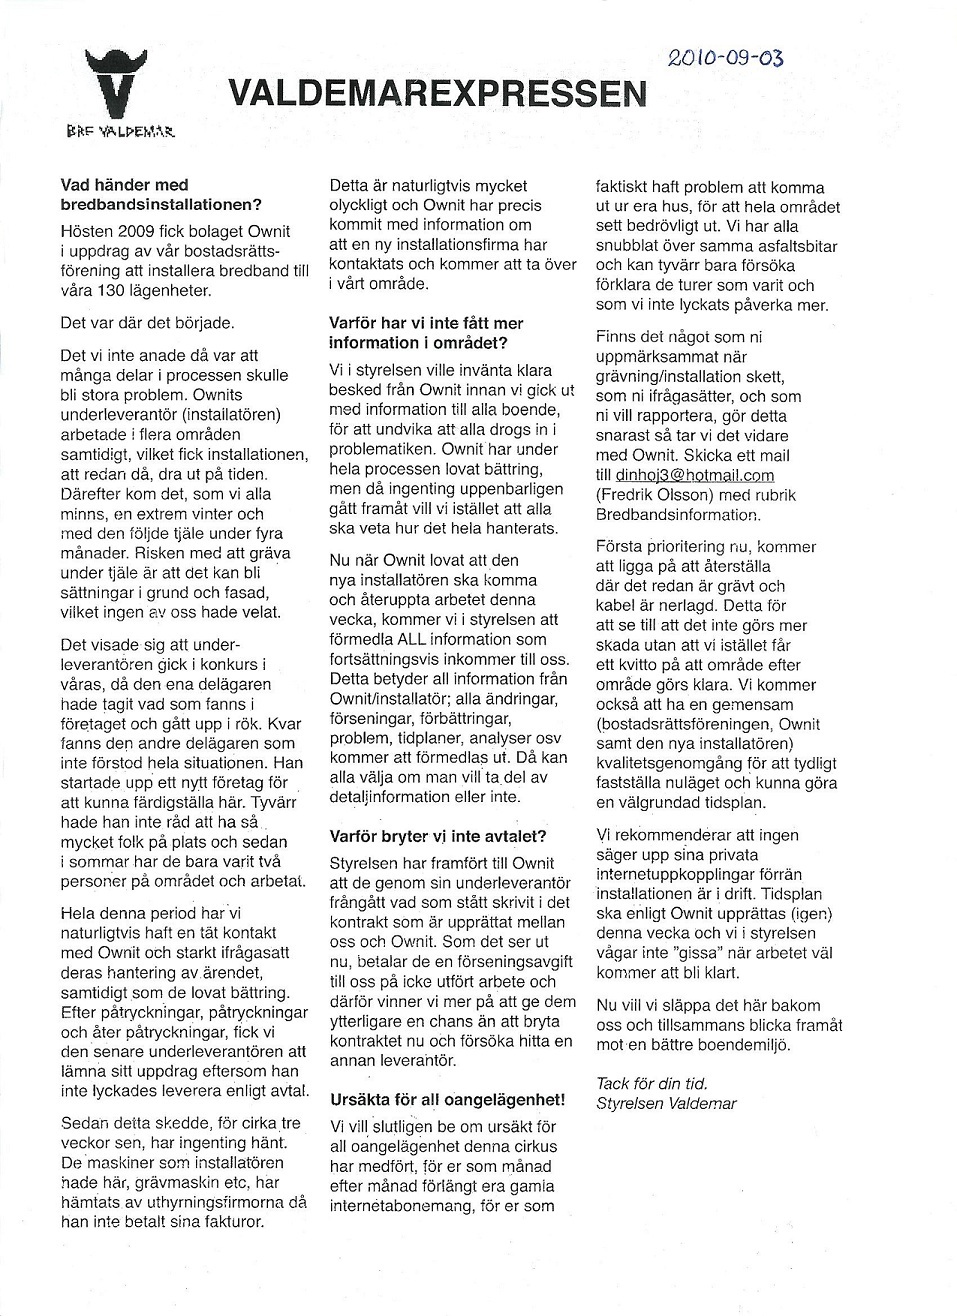 2010-09-03
VALDEMAREXPRESSEN
BRF VALDEMAR
Vad händer med
bredbandsinstallationen?
Hösten 2009 fick bolaget Ownit
i uppdrag av vår bostadsrätts-
förening att installera bredband till
våra 130 lägenheter.
Det var där det började.
Det vi inte anade då var att
många delar i processen skulle
bli stora problem. Ownits
underleverantör (installatören)
arbetade i flera områden
samtidigt, vilket fick installationen,
att redan då, dra ut på tiden.
Därefter kom det, som vi alla
minns, en extrem vinter och
med den följde tjäle under fyra
månader. Risken med att gräva
under tjäle är att det kan bli
sättningar i grund och fasad,
vilket ingen av oss hade velat.
Det visade sig att under-
leverantören gick i konkurs i
våras, då den ena delägaren
hade tagit vad som fanns i
företaget och gått upp i rök. Kvar
fanns den andre delägaren som
inte förstod hela situationen. Han
startade upp ett nytt företag för
att kunna färdigställa här. Tyvärr
hade han inte råd att ha så
mycket folk på plats och sedan
i sommar har de bara varit två
personer på området och arbetat.
Hela denna period har vi
naturligtvis haft en tät kontakt
med Ownit och starkt ifrågasatt
deras hantering av ärendet,
samtidigt som de lovat bättring.
Efter påtryckningar, påtryckningar
och åter påtryckningar, fick vi
den senare underleverantören att
lämna sitt uppdrag eftersom han
inte lyckades leverera enligt avtal.
Sedan detta skedde, för cirka tre
veckor sen, har ingenting hänt.
De maskiner som installatören
hade här, grävmaskin etc, har
hämtats av uthyrningsfirmorna då
han inte betalt sina fakturor.
Detta är naturligtvis mycket
olyckligt och Ownit har precis
kommit med information om
att en ny installationsfirma har
kontaktats och kommer att ta över
i vårt område.
Varför har vi inte fått mer
information i området?
Vi i styrelsen ville invänta klara
besked från Ownit innan vi gick ut
med information till alla boende,
för att undvika att alla drogs in i
problematiken. Ownit har under
hela processen lovat bättring,
men då ingenting uppenbarligen
gått framåt vill vi istället att alla
ska veta hur det hela hanterats.
Nu när Ownit lovat att den
nya installatören ska komma
och återuppta arbetet denna
vecka, kommer vi i styrelsen att
förmedla ALL information som
fortsättningsvis inkommer till oss.
Detta betyder all information från
Ownit/installatör; alla ändringar,
förseningar, förbättringar,
problem, tidplaner, analyser osv
kommer att förmedlas ut. Då kan
alla välja om man vill ta del av
detaljinformation eller inte.
Varför bryter vi inte avtalet?
Styrelsen har framfört till Ownit
att de genom sin underleverantör
frångått vad som stått skrivit i det
kontrakt som är upprättat mellan
oss och Ownit. Som det ser ut
nu, betalar de en förseningsavgift
till oss på icke utfört arbete och
därför vinner vi mer på att ge dem
ytterligare en chans än att bryta
kontraktet nu och försöka hitta en
annan leverantör.
Ursäkta för all oangelägenhet!
Vi vill slutligen be om ursäkt för
all oangelägenhet denna cirkus
har medfört, för er som månad
efter månad förlängt era gamla
internetabonemang, för er som
faktiskt haft problem att komma
ut ur era hus, för att hela området
sett bedrövligt ut. Vi har alla
snubblat över samma asfaltsbitar
och kan tyvärr bara försöka
förklara de turer som varit och
som vi inte lyckats påverka mer.
Finns det något som ni
uppmärksammat när
grävning/installation skett,
som ni ifrågasätter, och som
ni vill rapportera, gör detta
snarast så tar vi det vidare
med Ownit. Skicka ett mail
till dinhoj3@hotmail.com
(Fredrik Olsson) med rubrik
Bredbandsinformation.
Första prioritering nu, kommer
att ligga på att återställa
där det redan är grävt och
kabel är nerlagd. Detta för
att se till att det inte görs mer
skada utan att vi istället får
ett kvitto på att område efter
område görs klara. Vi kommer
också att ha en gemensam
(bostadsrättsföreningen, Ownit
samt den nya installatören)
kvalitetsgenomgång för att tydligt
fastställa nuläget och kunna göra
en välgrundad tidsplan.
Vi rekommenderar att ingen
säger upp sina privata
internetuppkopplingar förrän
installationen är i drift. Tidsplan
ska enligt Ownit upprättas (igen)
denna vecka och vi i styrelsen
vågar inte "gissa" när arbetet väl
kommer att bli klart.
Nu vill vi släppa det här bakom
oss och tillsammans blicka framåt
mot en bättre boendemiljö.
Tack för din tid.
Styrelsen Valdemar